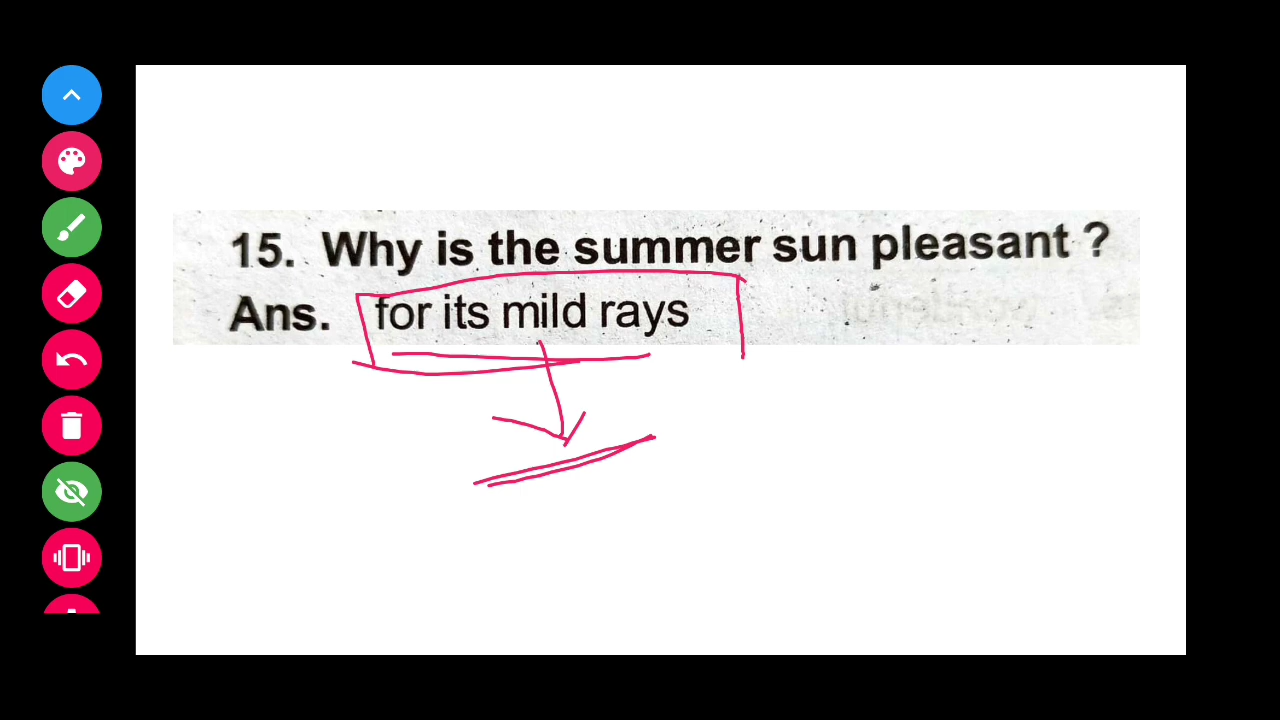 15. Why is the summer sun pleasant ?
Ans. for its mild rays